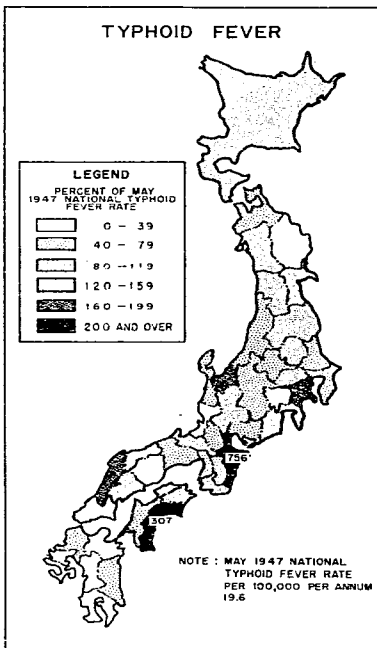 TYPHOID FEVER
LEGEND
PERCENT OF MAY
1947 NATIONAL TYPHOID
FEVER RATE
0 - 39
40 - 79
80 - 119
120 - 159
160 - 199
200 AND OVER
756
307
NOTE : MAY 1947 NATIONAL
TYPHOID FEVER RATE
PER 100,000 PER ANNUM
19.6